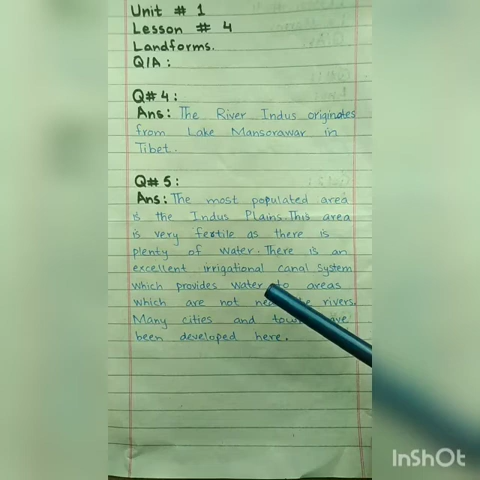 Unit # 1
Lesson # 4
Landforms.
Q/A :
Q# 4 :
Ans: The River Indus originates
from Lake Mansorawar in
Tibet.
Q# 5 :
Ans: The most populated area
is the Indus Plains. This area
is very fertile as there is
plenty of water. There is an
excellent irrigational canal system
which provides water to areas
which are not rivers.
Many cities and
been developed here.
InShOt